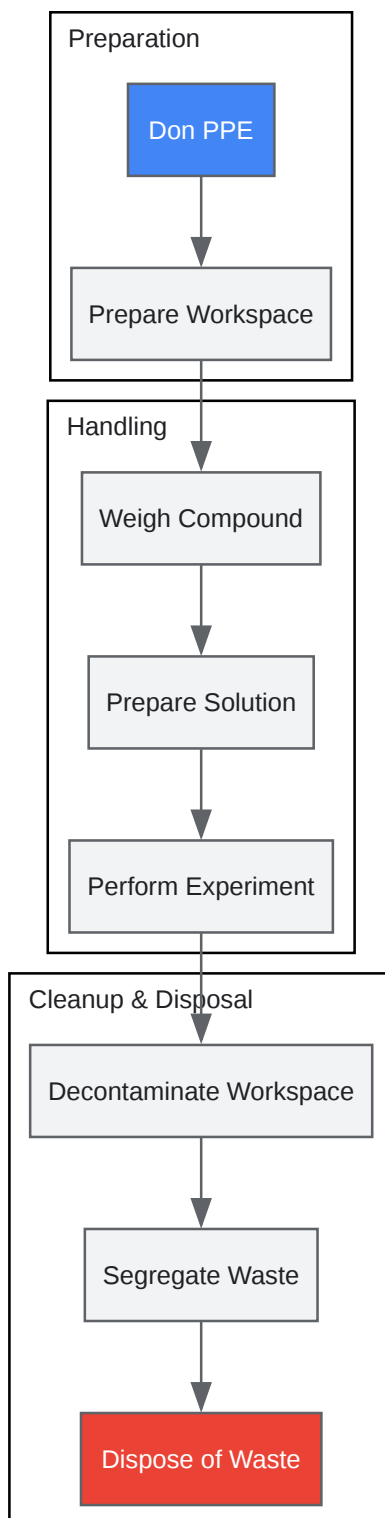 Preparation
Don PPE
Prepare Workspace
Handling
Weigh Compound
Prepare Solution
Perform Experiment
Cleanup & Disposal
Decontaminate Workspace
Segregate Waste
Dispose of Waste